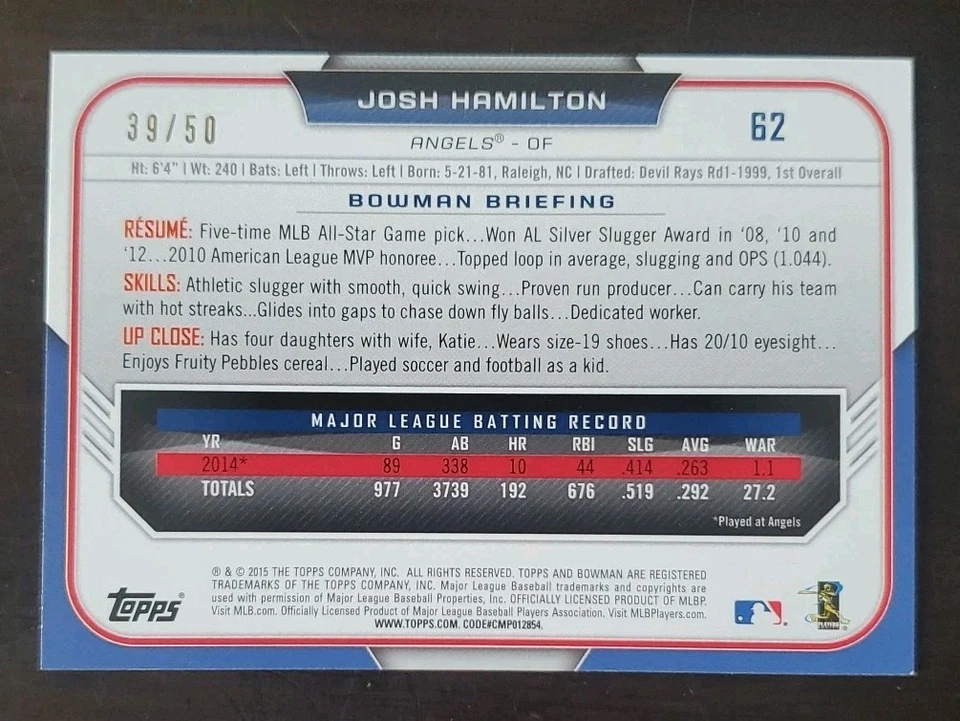 JOSH HAMILTON
39/50
62
ANGELS® - OF
Ht: 6'4" | Wt: 240 | Bats: Left | Throws: Left | Born: 5-21-81, Raleigh, NC | Drafted: Devil Rays Rd1-1999, 1st Overall
BOWMAN BRIEFING
RÉSUMÉ: Five-time MLB All-Star Game pick...Won AL Silver Slugger Award in '08, '10 and
'12...2010 American League MVP honoree...Topped loop in average, slugging and OPS (1.044).
SKILLS: Athletic slugger with smooth, quick swing...Proven run producer...Can carry his team
with hot streaks...Glides into gaps to chase down fly balls...Dedicated worker.
UP CLOSE: Has four daughters with wife, Katie...Wears size-19 shoes...Has 20/10 eyesight...
Enjoys Fruity Pebbles cereal...Played soccer and football as a kid.
MAJOR LEAGUE BATTING RECORD
YR G AB HR RBI SLG AVG WAR
2014* 89 338 10 44 .414 .263 1.1
TOTALS 977 3739 192 676 .519 .292 27.2
*Played at Angels
® & © 2015 THE TOPPS COMPANY, INC. ALL RIGHTS RESERVED. TOPPS AND BOWMAN ARE REGISTERED
TRADEMARKS OF THE TOPPS COMPANY, INC. Major League Baseball trademarks and copyrights are
used with permission of Major League Baseball Properties, Inc. OFFICIALLY LICENSED PRODUCT OF MLBP.
Visit MLB.com. Officially Licensed Product of Major League Baseball Players Association. Visit MLBPlayers.com.
WWW.TOPPS.COM. CODE#CMP012854.
TOPPS®
PLAYERS